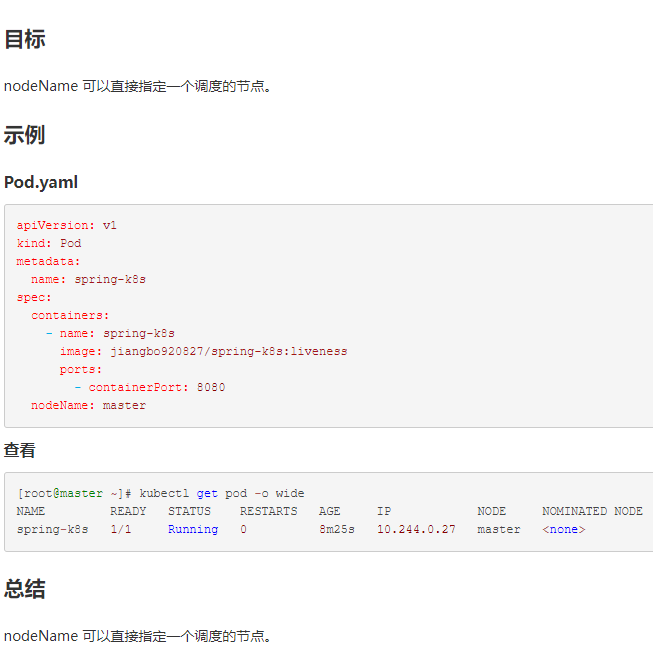 目标
nodeName 可以直接指定一个调度的节点。
示例
Pod.yaml
apiVersion: v1
kind: Pod
metadata:
  name: spring-k8s
spec:
  containers:
    - name: spring-k8s
      image: jiangbo920827/spring-k8s:liveness
      ports:
        - containerPort: 8080
  nodeName: master
查看
[root@master ~]# kubectl get pod -o wide
NAME         READY   STATUS    RESTARTS   AGE     IP            NODE     NOMINATED NODE
spring-k8s   1/1     Running   0          8m25s   10.244.0.27   master   <none>
总结
nodeName 可以直接指定一个调度的节点。